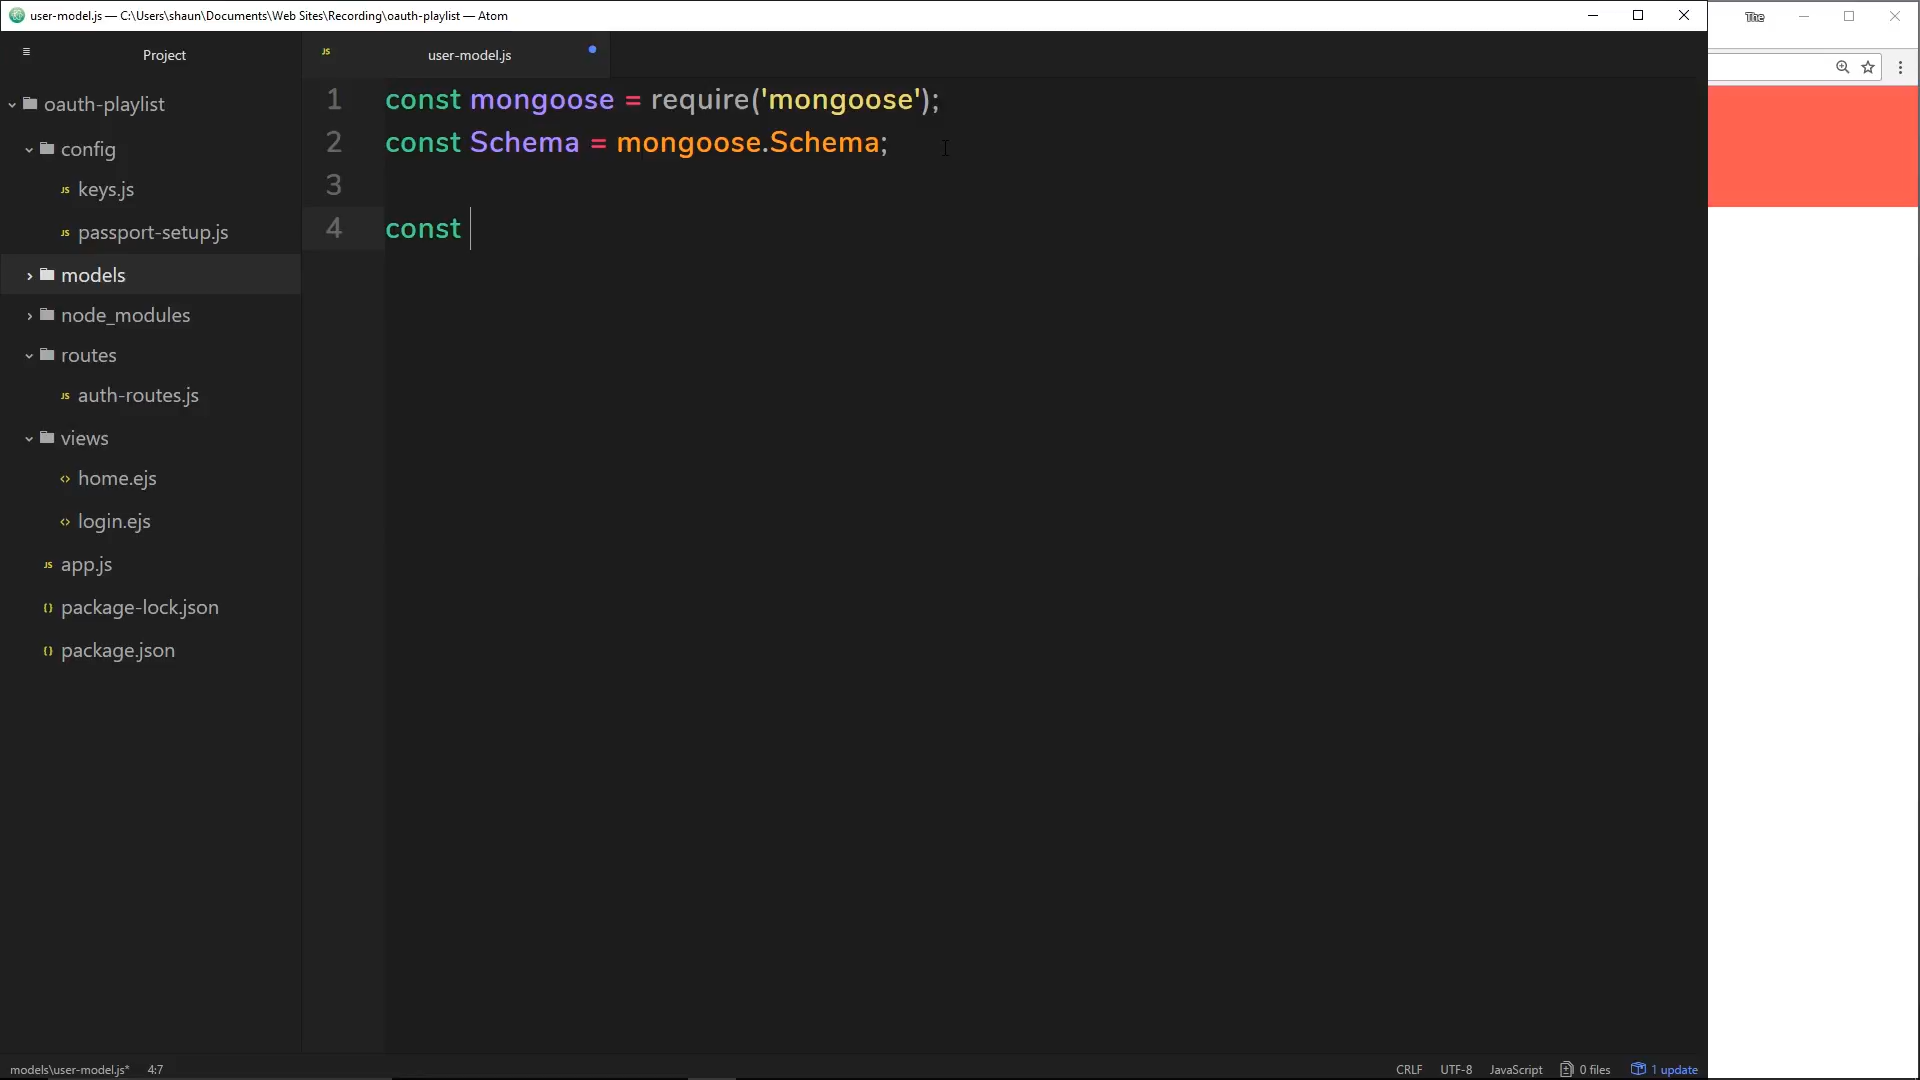 user-model.js — C:\Users\shaun\Documents\Web Sites\Recording\oauth-playlist — Atom
The
Project
user-model.js
oauth-playlist
config
keys.js
passport-setup.js
models
node_modules
routes
auth-routes.js
views
home.ejs
login.ejs
app.js
package-lock.json
package.json
1 const mongoose = require('mongoose');
2 const Schema = mongoose.Schema;
3
4 const
models\user-model.js* 4:7
CRLF UTF-8 JavaScript 0 files 1 update